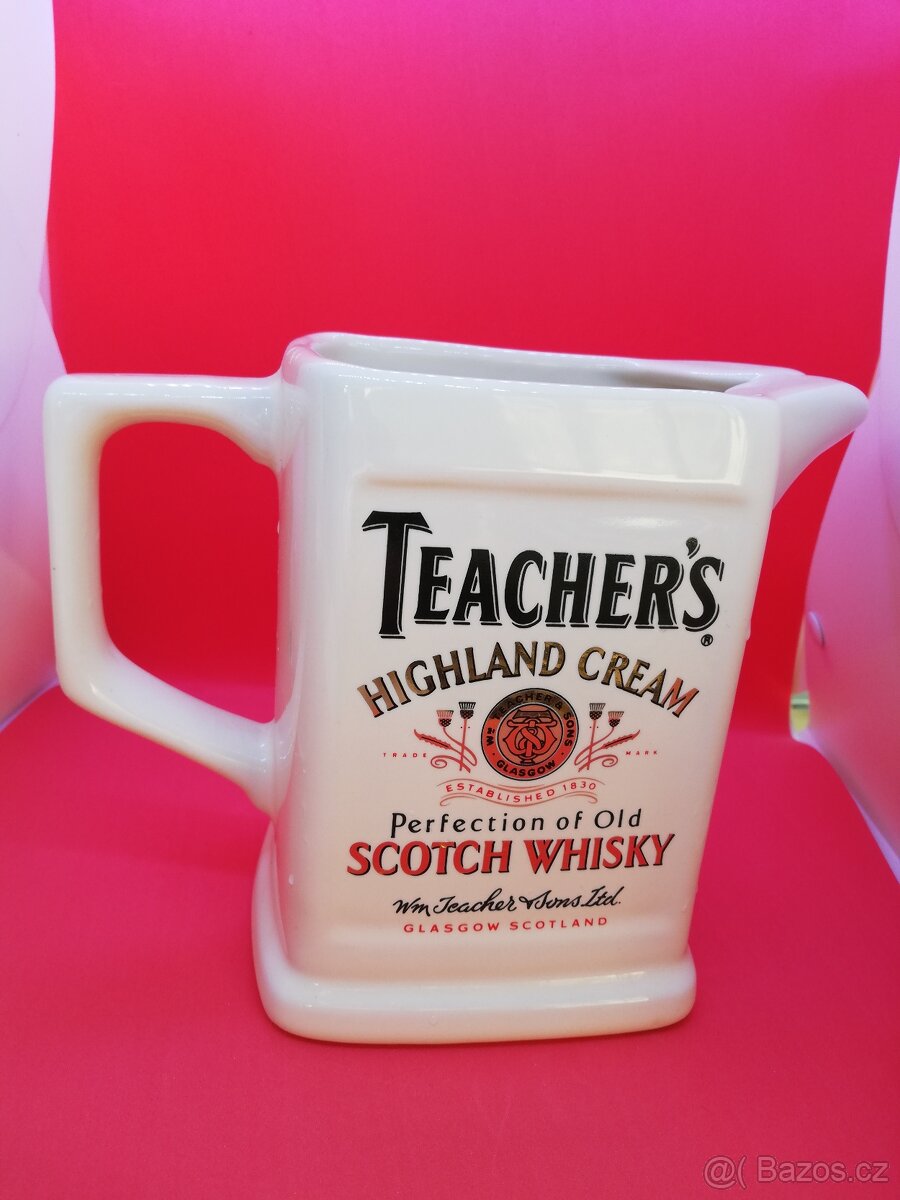 TEACHER'S®
HIGHLAND CREAM
WM TEACHER & SONS
GLASGOW
TRADE MARK
ESTABLISHED 1830
Perfection of Old
SCOTCH WHISKY
Wm Teacher & Sons Ltd.
GLASGOW SCOTLAND
@( Bazos.cz